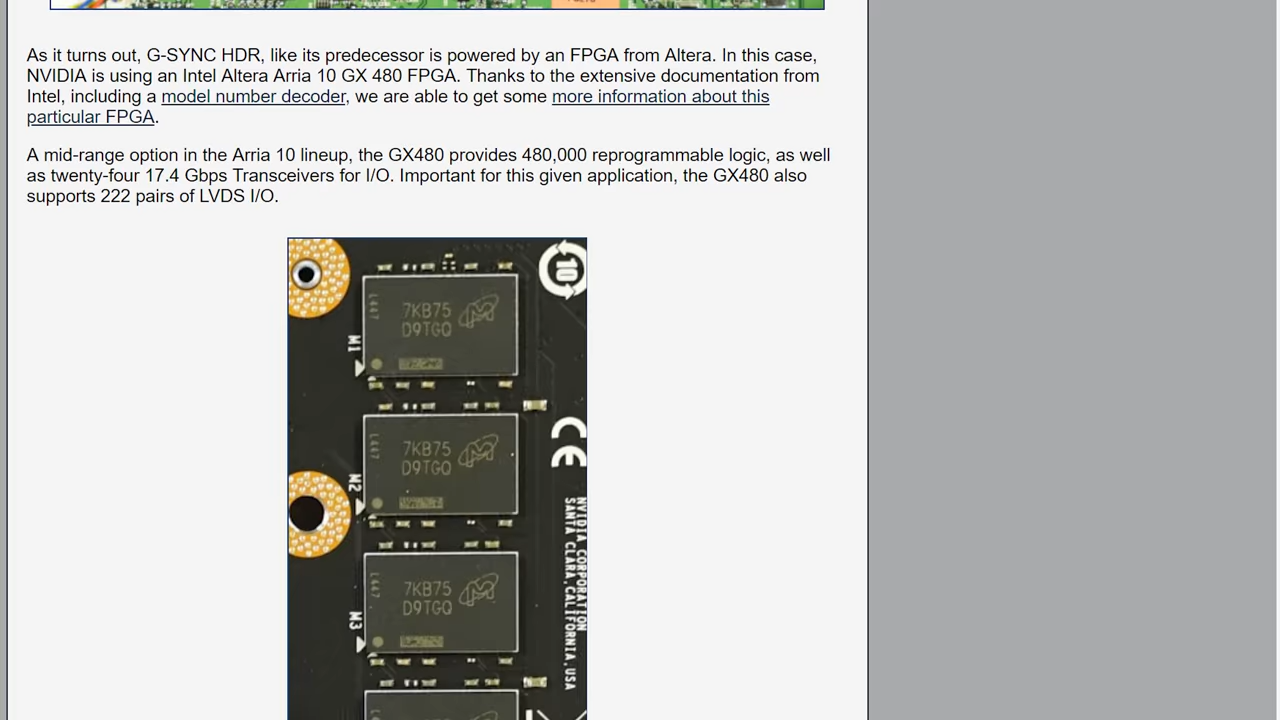 As it turns out, G-SYNC HDR, like its predecessor is powered by an FPGA from Altera. In this case,
NVIDIA is using an Intel Altera Arria 10 GX 480 FPGA. Thanks to the extensive documentation from
Intel, including a model number decoder, we are able to get some more information about this
particular FPGA.
A mid-range option in the Arria 10 lineup, the GX480 provides 480,000 reprogrammable logic, as well
as twenty-four 17.4 Gbps Transceivers for I/O. Important for this given application, the GX480 also
supports 222 pairs of LVDS I/O.
10
L447
7KB75
D9TGQ
M1
L447
7KB75
D9TGQ
M2
CE
L447
7KB75
D9TGQ
M3
NVIDIA CORPORATION
SANTA CLARA, CALIFORNIA, USA